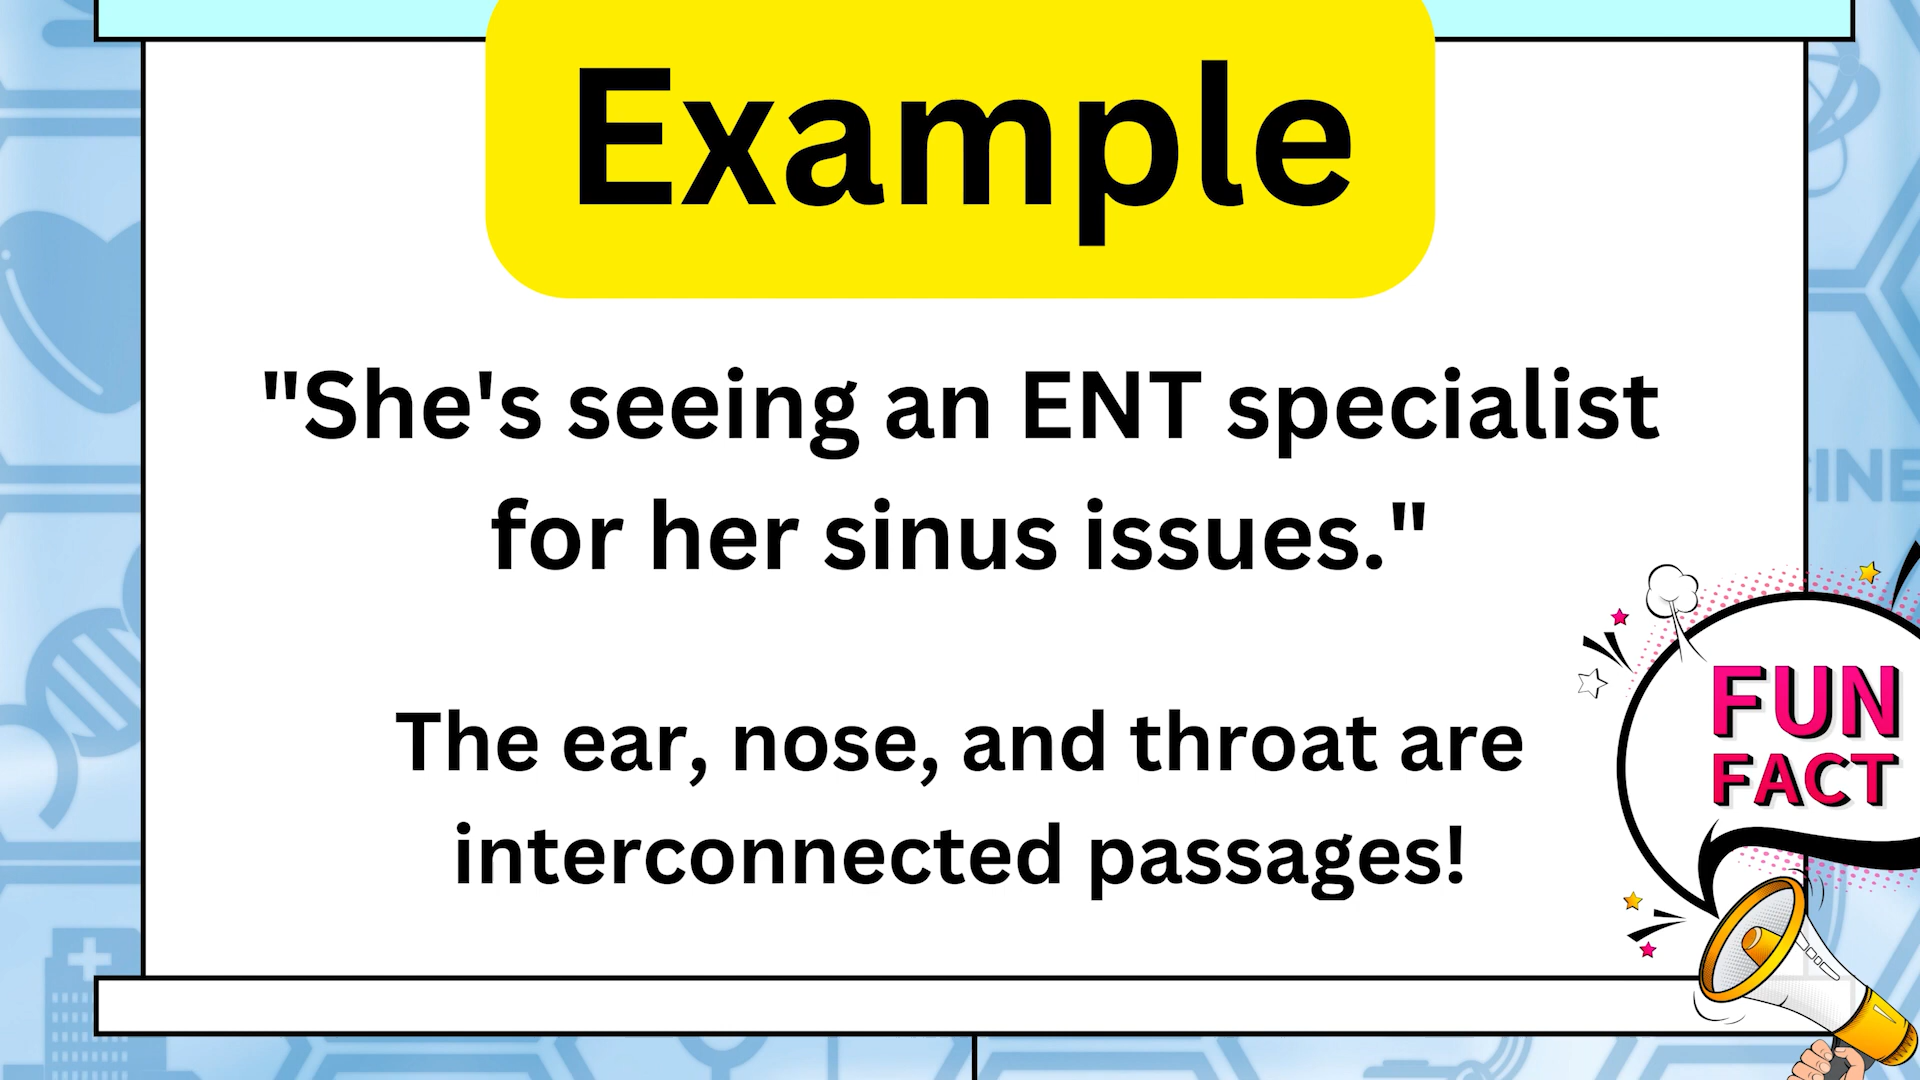 Example
"She's seeing an ENT specialist
for her sinus issues."
The ear, nose, and throat are
interconnected passages!
FUN
FACT